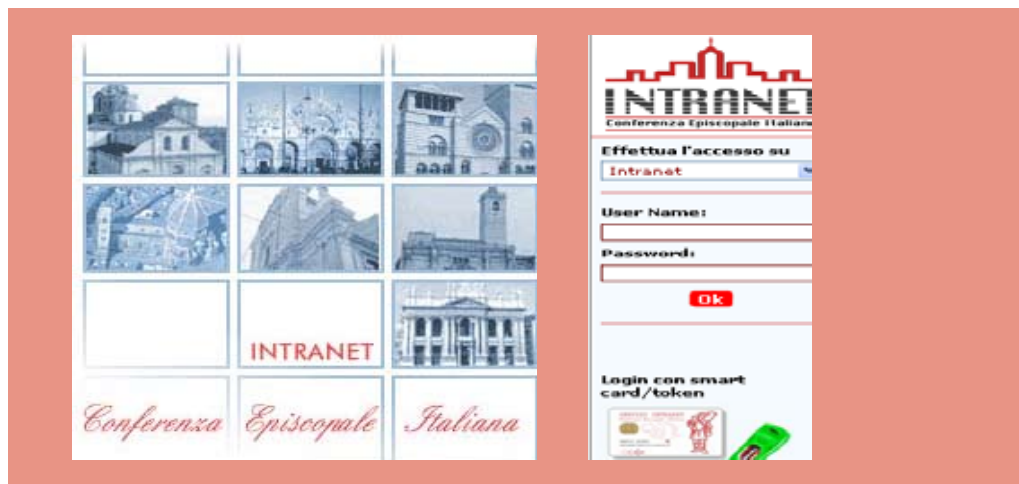 INTRANET
Conferenza Episcopale Italiana
INTRANET
Conferenza Episcopale Italian
Effettua l'accesso su
Intranet
User Name:
Password:
Ok
Login con smart
card/token